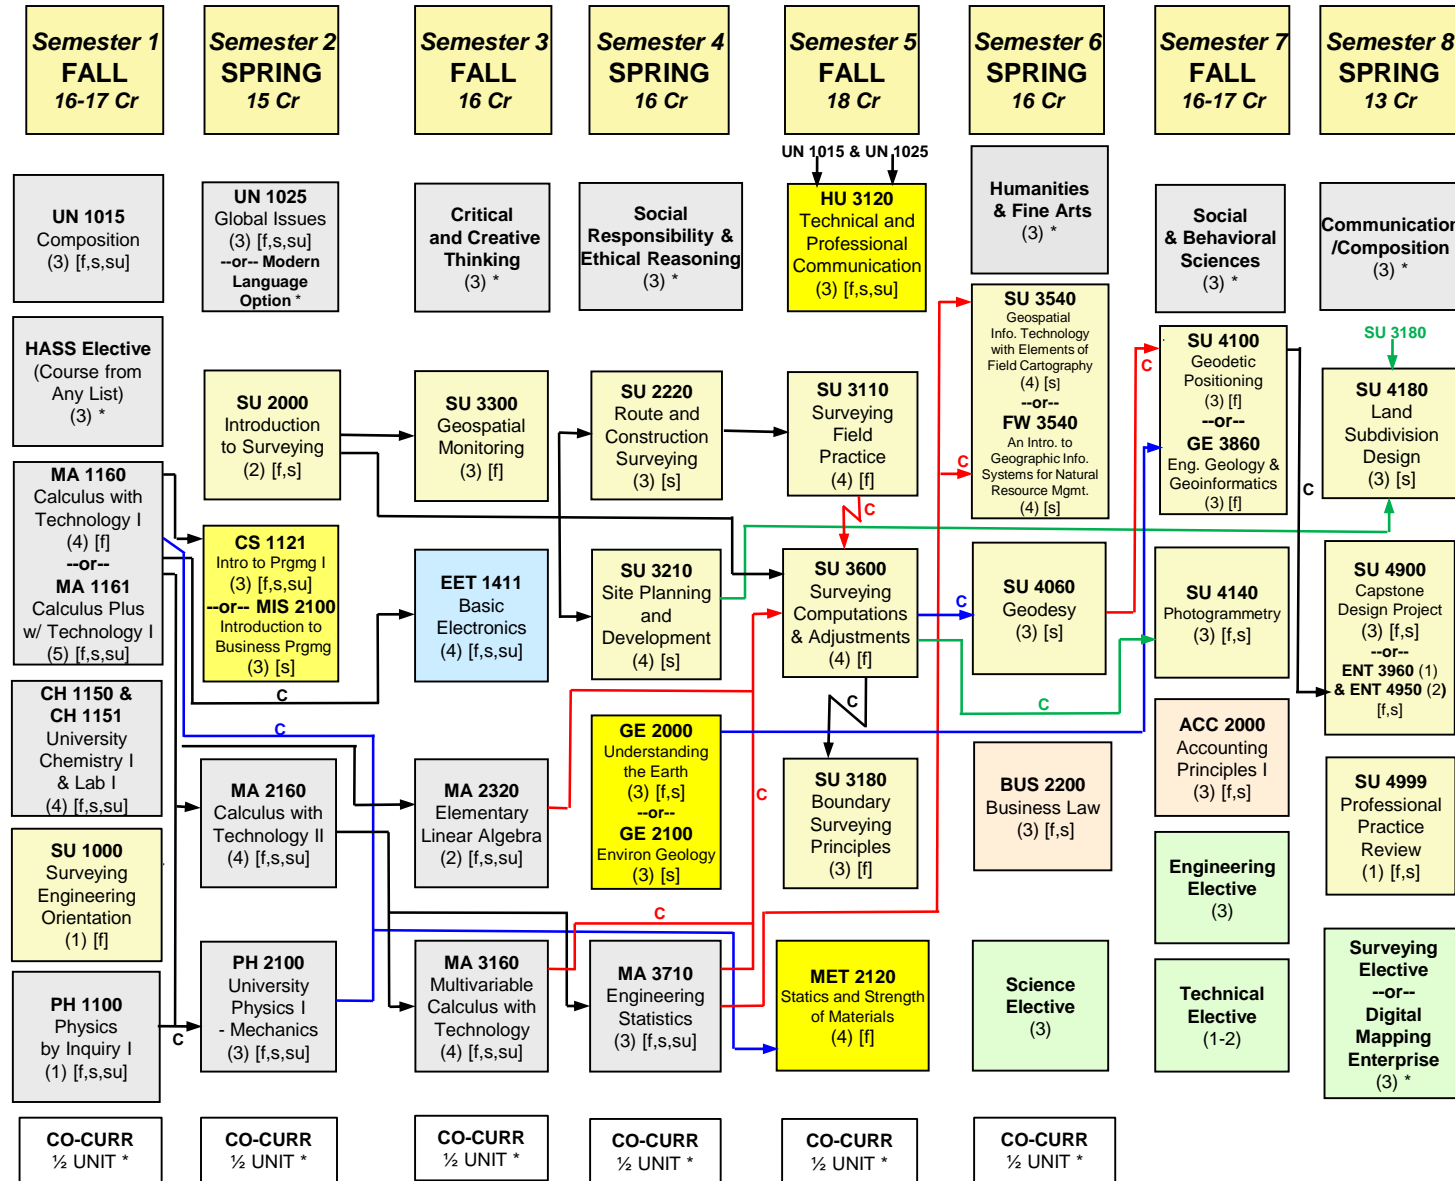 Semester 1
FALL
16-17 Cr
Semester 2
SPRING
15 Cr
Semester 3
FALL
16 Cr
Semester 4
SPRING
16 Cr
Semester 5
FALL
18 Cr
Semester 6
SPRING
16 Cr
Semester 7
FALL
16-17 Cr
Semester 8
SPRING
13 Cr
UN 1015
Composition
(3) [f,s,su]
UN 1025
Global Issues
(3) [f,s,su]
--or-- Modern
Language
Option *
Critical
and Creative
Thinking
(3) *
Social
Responsibility &
Ethical Reasoning
(3) *
UN 1015 & UN 1025
HU 3120
Technical and
Professional
Communication
(3) [f,s,su]
Humanities
& Fine Arts
(3) *
Social
& Behavioral
Sciences
(3) *
Communication
/Composition
(3) *
HASS Elective
(Course from
Any List)
(3) *
SU 2000
Introduction
to Surveying
(2) [f,s]
SU 3300
Geospatial
Monitoring
(3) [f]
SU 2220
Route and
Construction
Surveying
(3) [s]
SU 3110
Surveying
Field
Practice
(4) [f]
SU 3540
Geospatial
Info. Technology
with Elements of
Field Cartography
(4) [s]
--or--
FW 3540
An Intro. to
Geographic Info.
Systems for Natural
Resource Mgmt.
(4) [s]
SU 4100
Geodetic
Positioning
(3) [f]
--or--
GE 3860
Eng. Geology &
Geoinformatics
(3) [f]
SU 3180
SU 4180
Land
Subdivision
Design
(3) [s]
C
C
C
C
MA 1160
Calculus with
Technology I
(4) [f]
--or--
MA 1161
Calculus Plus
w/ Technology I
(5) [f,s,su]
CS 1121
Intro to Prgmg I
(3) [f,s,su]
--or-- MIS 2100
Introduction to
Business Prgmg
(3) [s]
EET 1411
Basic
Electronics
(4) [f,s,su]
SU 3210
Site Planning
and
Development
(4) [s]
SU 3600
Surveying
Computations
& Adjustments
(4) [f]
SU 4060
Geodesy
(3) [s]
SU 4140
Photogrammetry
(3) [f,s]
SU 4900
Capstone
Design Project
(3) [f,s]
--or--
ENT 3960 (1)
& ENT 4950 (2)
[f,s]
C
C
C
C
C
CH 1150 &
CH 1151
University
Chemistry I
& Lab I
(4) [f,s,su]
MA 2160
Calculus with
Technology II
(4) [f,s,su]
MA 2320
Elementary
Linear Algebra
(2) [f,s,su]
GE 2000
Understanding
the Earth
(3) [f,s]
--or--
GE 2100
Environ Geology
(3) [s]
C
SU 3180
Boundary
Surveying
Principles
(3) [f]
BUS 2200
Business Law
(3) [f,s]
ACC 2000
Accounting
Principles I
(3) [f,s]
SU 4999
Professional
Practice
Review
(1) [f,s]
SU 1000
Surveying
Engineering
Orientation
(1) [f]
Engineering
Elective
(3)
C
PH 1100
Physics
by Inquiry I
(1) [f,s,su]
C
PH 2100
University
Physics I
- Mechanics
(3) [f,s,su]
MA 3160
Multivariable
Calculus with
Technology
(4) [f,s,su]
MA 3710
Engineering
Statistics
(3) [f,s,su]
MET 2120
Statics and Strength
of Materials
(4) [f]
Science
Elective
(3)
Technical
Elective
(1-2)
Surveying
Elective
--or--
Digital
Mapping
Enterprise
(3) *
CO-CURR
½ UNIT *
CO-CURR
½ UNIT *
CO-CURR
½ UNIT *
CO-CURR
½ UNIT *
CO-CURR
½ UNIT *
CO-CURR
½ UNIT *